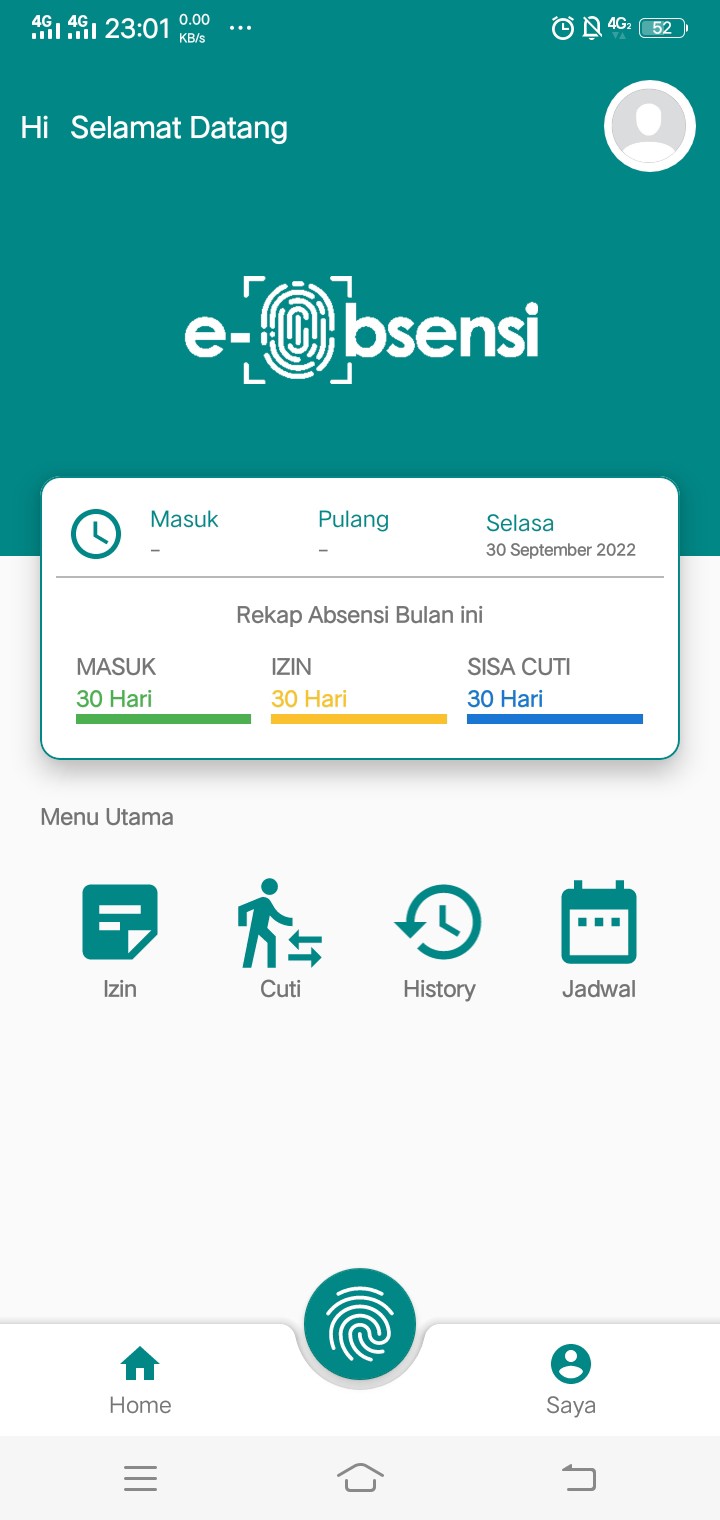 4G 4G 23:01 0.00 KB/s ... 4G2 52
Hi Selamat Datang
e-Obsensi
Masuk Pulang Selasa
- - 30 September 2022
Rekap Absensi Bulan ini
MASUK IZIN SISA CUTI
30 Hari 30 Hari 30 Hari
Menu Utama
Izin Cuti History Jadwal
Home Saya